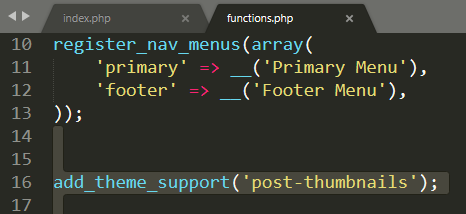 index.php × functions.php ×
10 register_nav_menus(array(
11     'primary' => __('Primary Menu'),
12     'footer' => __('Footer Menu'),
13 ));
14
15
16 add_theme_support('post-thumbnails');
17